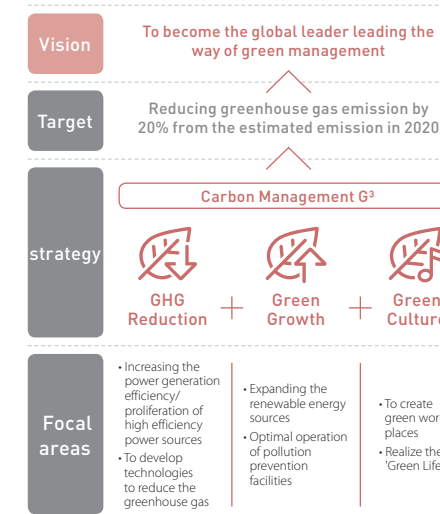 Vision
To become the global leader leading the
way of green management
Target
Reducing greenhouse gas emission by
20% from the estimated emission in 2020
strategy
Carbon Management G³
GHG
Reduction
+
Green
Growth
+
Green
Culture
Focal
areas
• Increasing the
power generation
efficiency/
proliferation of
high efficiency
power sources
• To develop
technologies
to reduce the
greenhouse gas
• Expanding the
renewable energy
sources
• Optimal operation
of pollution
prevention
facilities
• To create
green wor
places
• Realize the
'Green Life